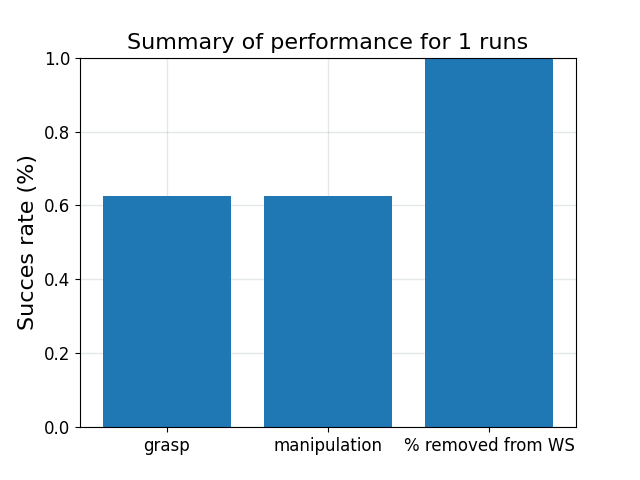 Summary of performance for 1 runs
Succes rate (%)
1.0
0.8
0.6
0.4
0.2
0.0
grasp manipulation % removed from WS